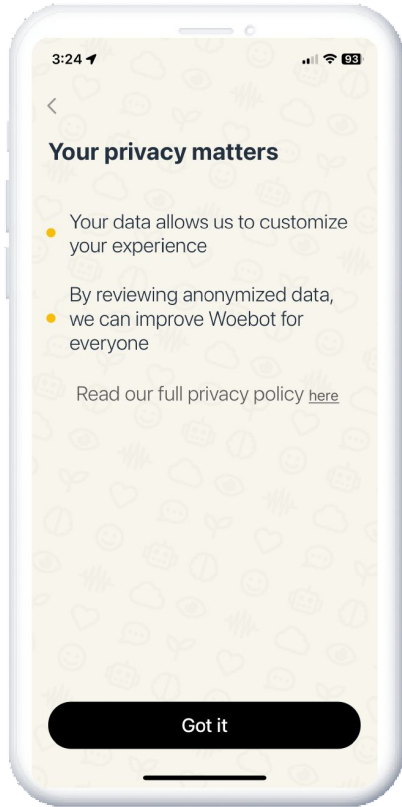 3:24
93
Your privacy matters
Your data allows us to customize
your experience
By reviewing anonymized data,
we can improve Woebot for
everyone
Read our full privacy policy here
Got it